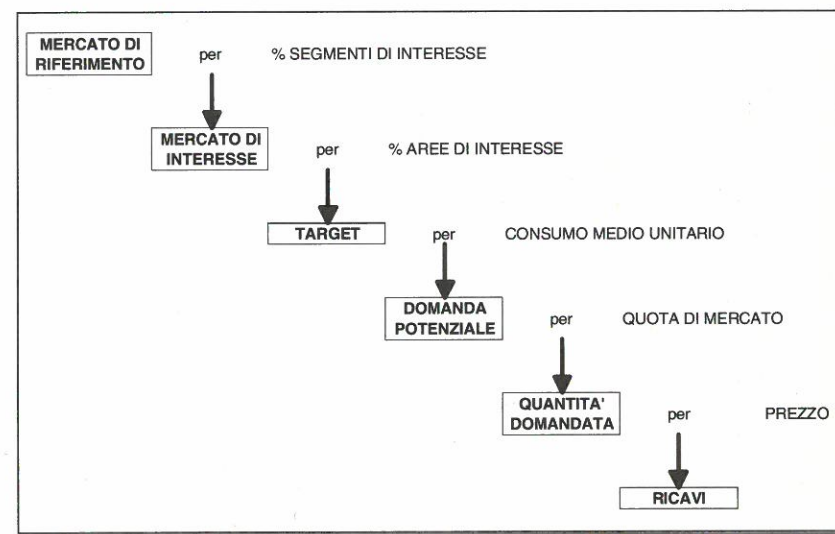 MERCATO DI
RIFERIMENTO
per
% SEGMENTI DI INTERESSE
MERCATO DI
INTERESSE
per
% AREE DI INTERESSE
TARGET
per
CONSUMO MEDIO UNITARIO
DOMANDA
POTENZIALE
per
QUOTA DI MERCATO
QUANTITA'
DOMANDATA
per
PREZZO
RICAVI